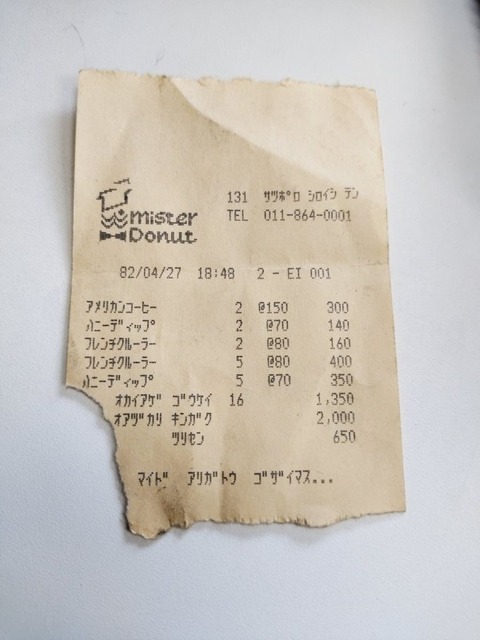 131 サツポロ シロイシ テン
mister
TEL 011-864-0001
Donut
82/04/27 18:48 2 - EI 001
アメリカンコーヒー 2 @150 300
ハニーディップ 2 @70 140
フレンチクルーラー 2 @80 160
フレンチクルーラー 5 @80 400
ハニーディップ 5 @70 350
オカイアゲ ゴウケイ 16 1,350
オアヅカリ キンガク 2,000
ツリセン 650
マイド アリガトウ ゴザイマス...